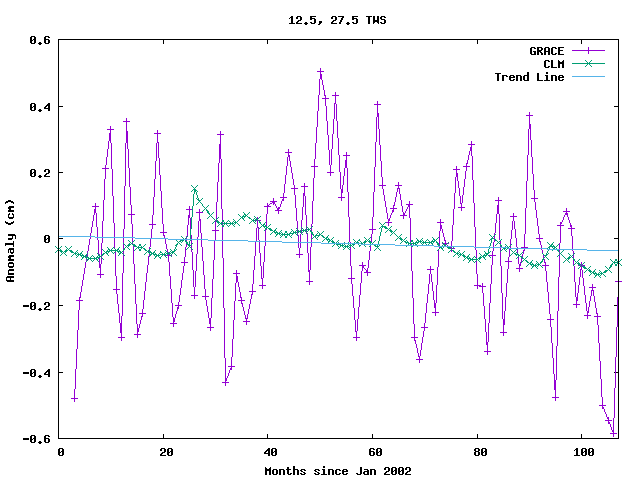 12.5, 27.5 TWS
GRACE
CLM
Trend Line
0.6
0.4
0.2
0
-0.2
-0.4
-0.6
Anomaly (cm)
0 20 40 60 80 100
Months since Jan 2002